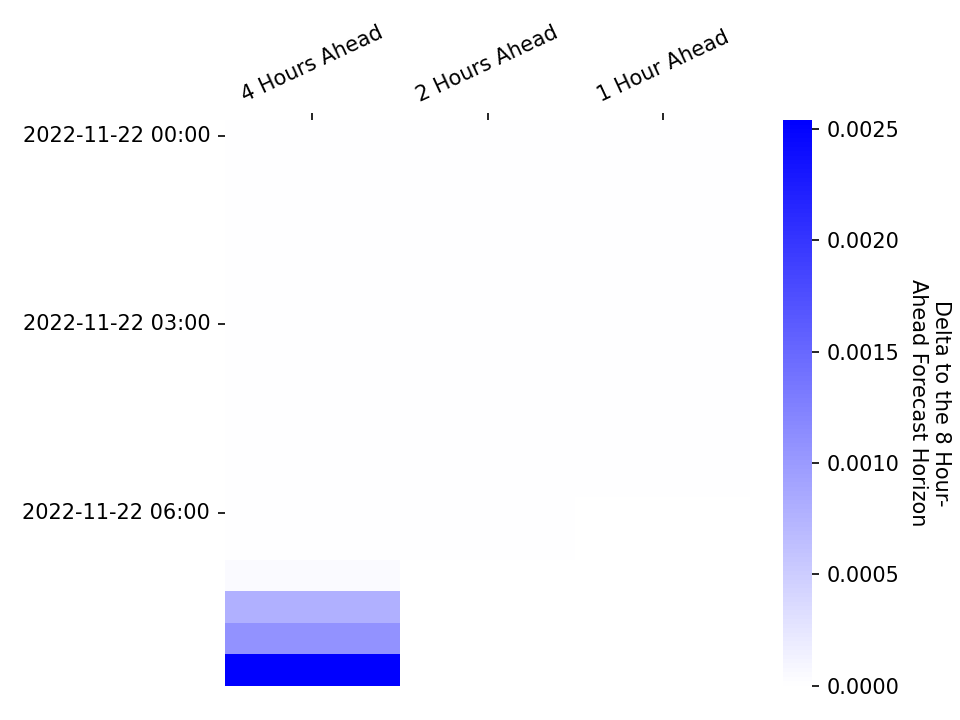 4 Hours Ahead
2 Hours Ahead
1 Hour Ahead
2022-11-22 00:00
2022-11-22 03:00
2022-11-22 06:00
0.0025
0.0020
0.0015
0.0010
0.0005
0.0000
Delta to the 8 Hour-
Ahead Forecast Horizon